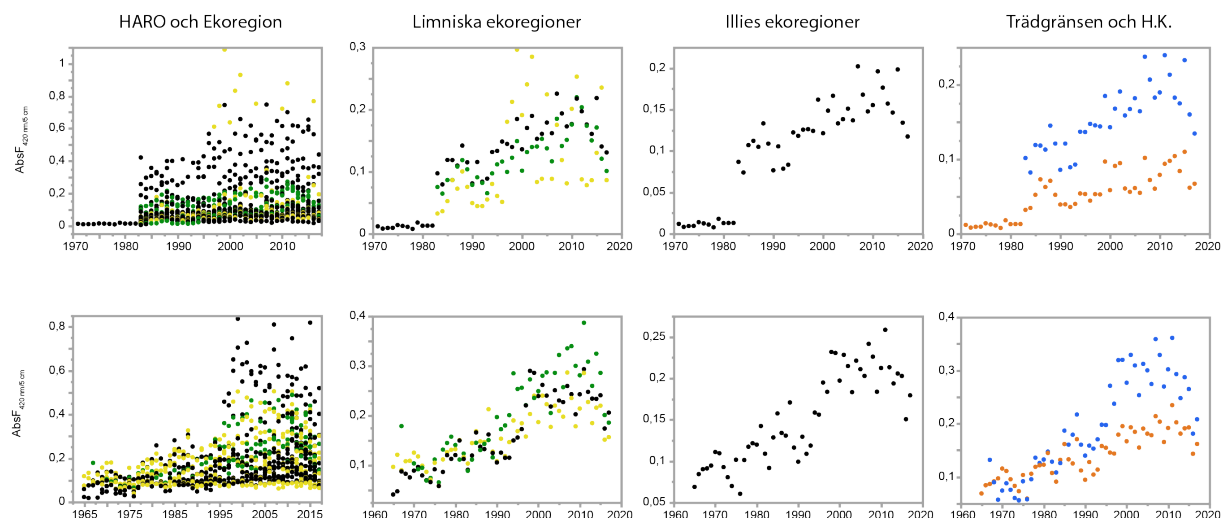 HARO och Ekoregion
Limniska ekoregioner
Illies ekoregioner
Trädgränsen och H.K.
AbsF420 nm/5 cm
1
0,8
0,6
0,4
0,2
0
1970 1980 1990 2000 2010
0,3
0,2
0,1
0
1970 1980 1990 2000 2010 2020
0,2
0,15
0,1
0,05
0
1970 1980 1990 2000 2010 2020
0,2
0,1
0
1970 1980 1990 2000 2010 2020
AbsF420 nm/5 cm
0,8
0,6
0,4
0,2
0
1965 1975 1985 1995 2005 2015
0,4
0,3
0,2
0,1
1960 1970 1980 1990 2000 2010 2020
0,25
0,2
0,15
0,1
0,05
1960 1970 1980 1990 2000 2010 2020
0,4
0,3
0,2
0,1
1960 1970 1980 1990 2000 2010 2020